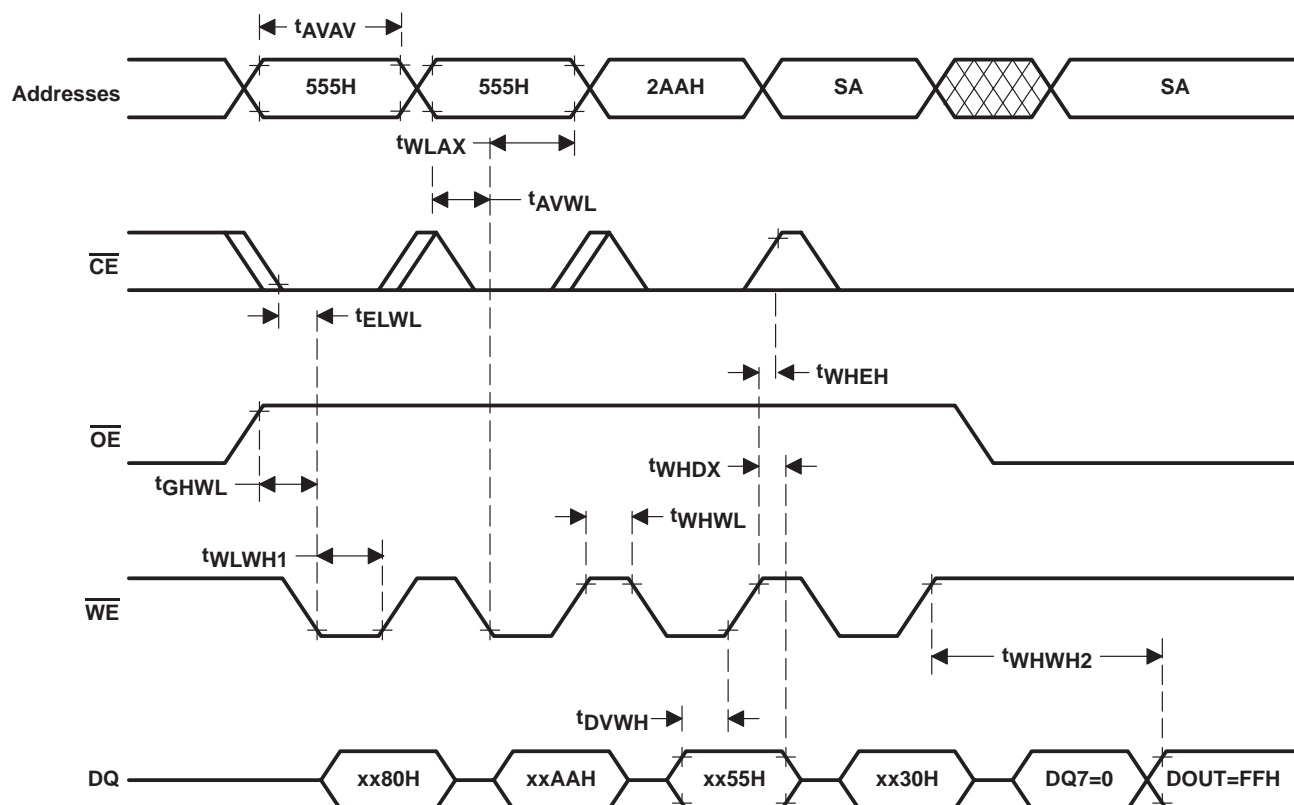 tAVAV
Addresses 555H 555H 2AAH SA SA
tWLAX
tAVWL
CE
tELWL
tWHEH
OE
tWHDX
tGHWL
tWHWL
tWLWH1
WE
tWHWH2
tDVWH
DQ xx80H xxAAH xx55H xx30H DQ7=0 DOUT=FFH